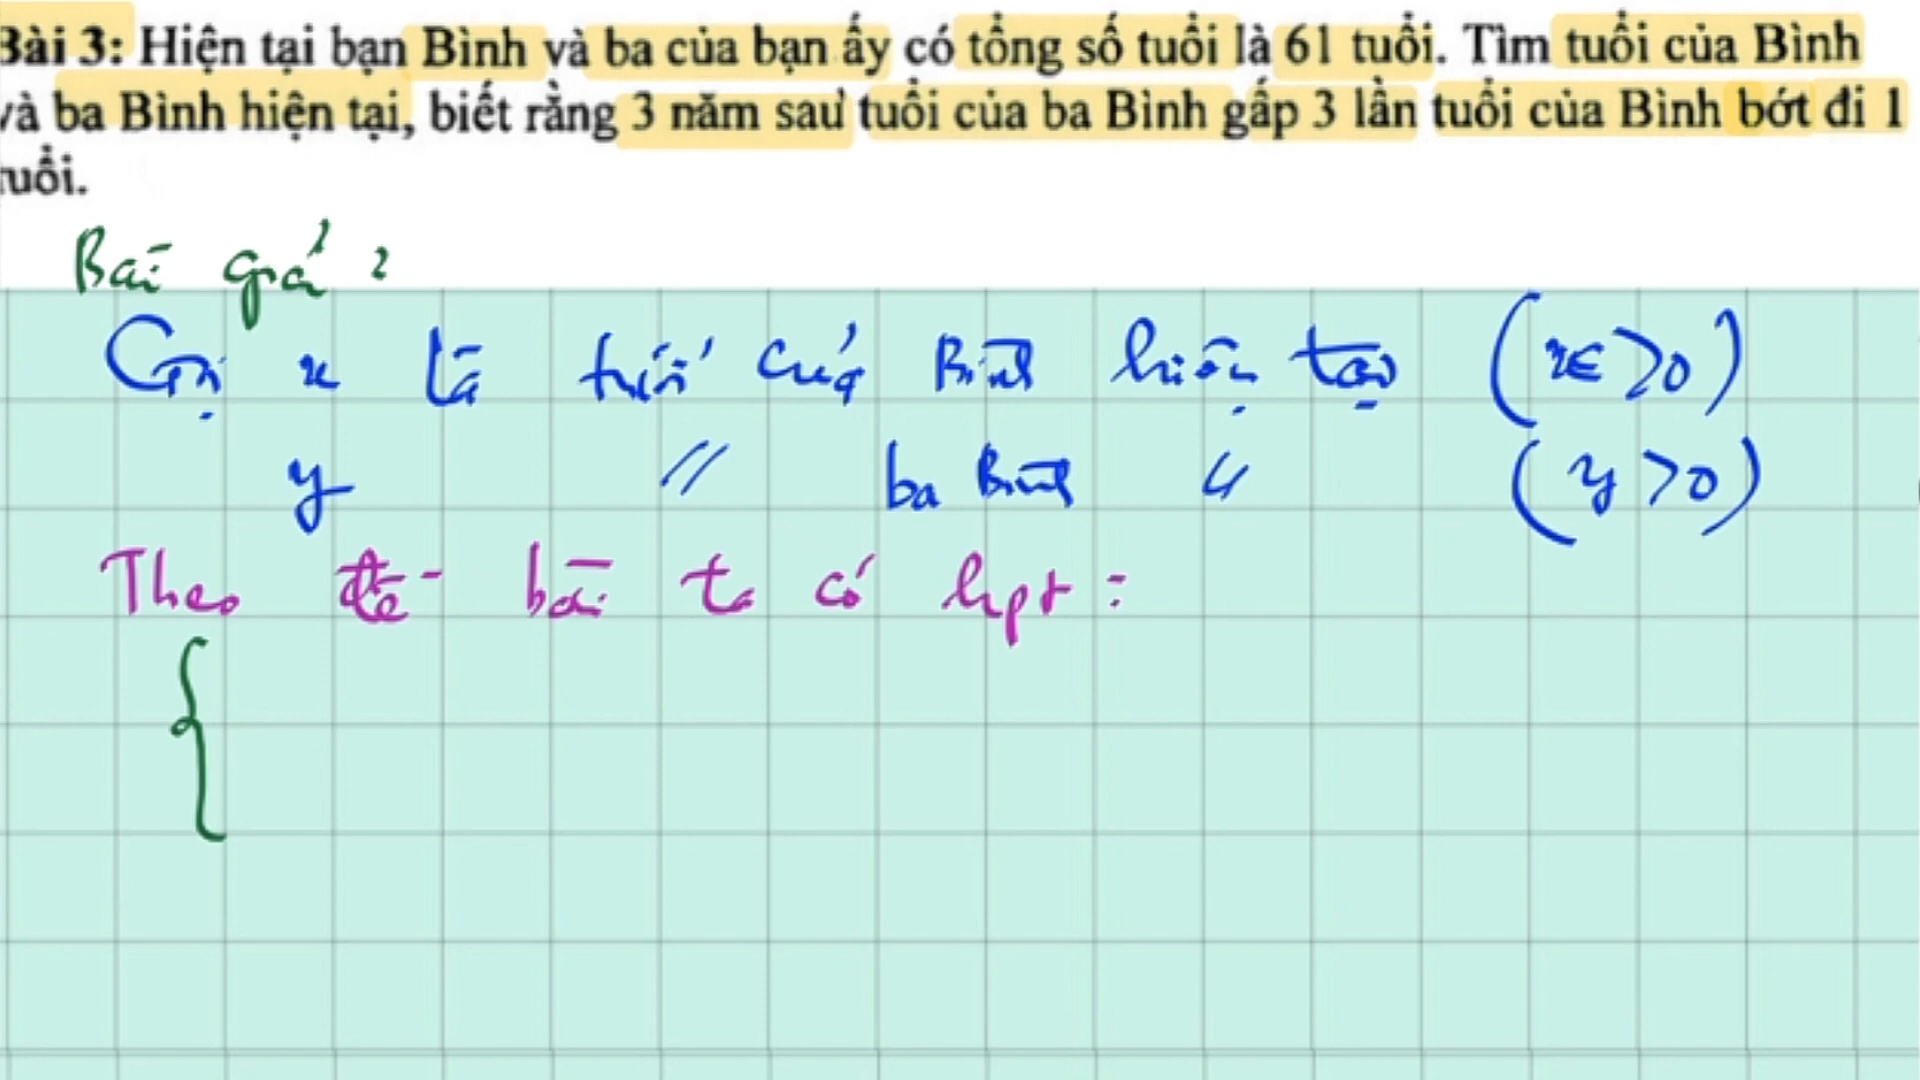 Bài 3: Hiện tại bạn Bình và ba của bạn ấy có tổng số tuổi là 61 tuổi. Tìm tuổi của Bình
và ba Bình hiện tại, biết rằng 3 năm sau tuổi của ba Bình gấp 3 lần tuổi của Bình bớt đi 1
tuổi.
Bài giải:
Gọi x là tuổi của Bình hiện tại (x > 0)
y // ba Bình // (y > 0)
Theo đề bài ta có hpt:
{